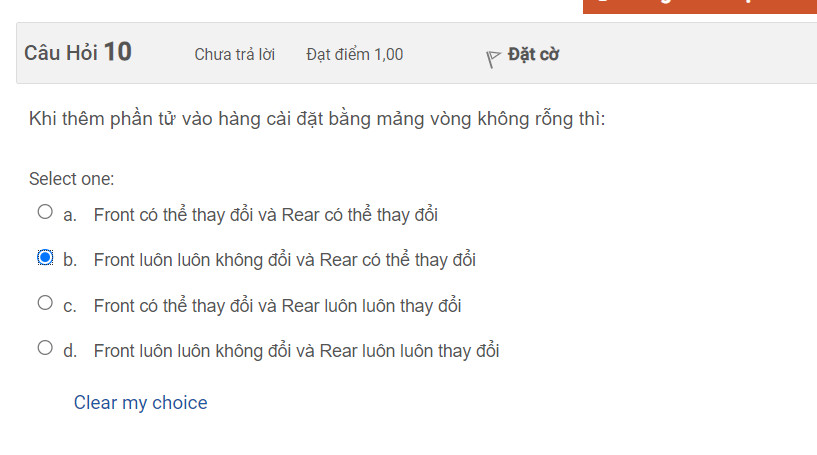 Câu Hỏi 10
Chưa trả lời
Đạt điểm 1,00
Đặt cờ
Khi thêm phần tử vào hàng cài đặt bằng mảng vòng không rỗng thì:
Select one:
a. Front có thể thay đổi và Rear có thể thay đổi
b. Front luôn luôn không đổi và Rear có thể thay đổi
c. Front có thể thay đổi và Rear luôn luôn thay đổi
d. Front luôn luôn không đổi và Rear luôn luôn thay đổi
Clear my choice